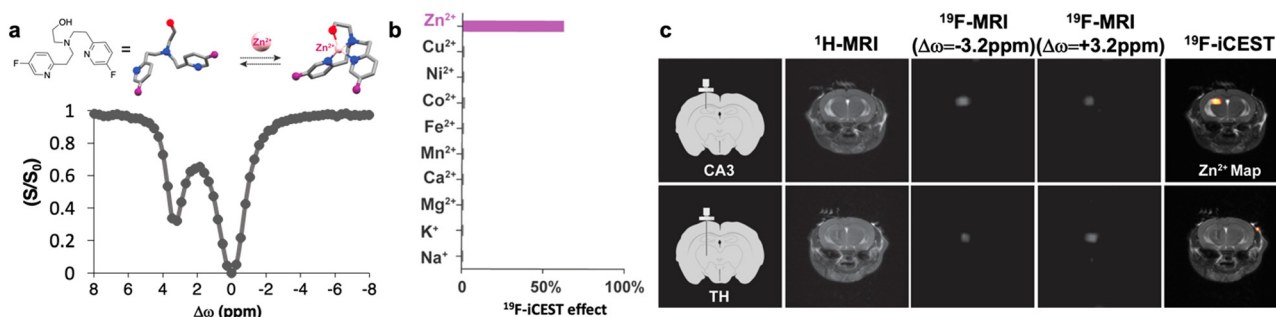 a
OH
N
N
N
F
F
=
Zn²⁺
Zn²⁺
(S/S₀)
1
0.8
0.6
0.4
0.2
0
8
6
4
2
0
-2
-4
-6
-8
Δω (ppm)
b
Zn²⁺
Cu²⁺
Ni²⁺
Co²⁺
Fe²⁺
Mn²⁺
Ca²⁺
Mg²⁺
K⁺
Na⁺
0
50%
100%
¹⁹F-iCEST effect
c
¹H-MRI
¹⁹F-MRI
(Δω=-3.2ppm)
¹⁹F-MRI
(Δω=+3.2ppm)
¹⁹F-iCEST
CA3
Zn²⁺ Map
TH